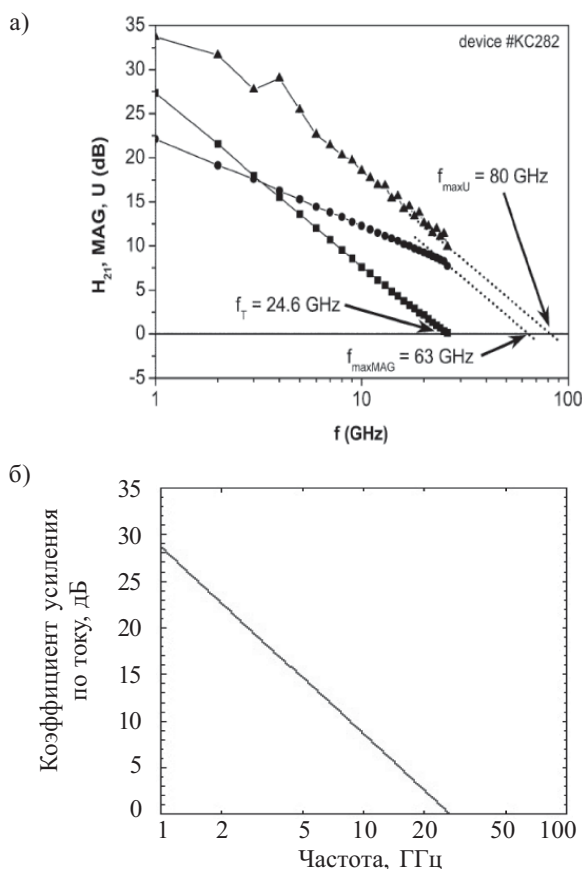 а)
device #KC282
H21, MAG, U (dB)
35
30
25
20
15
10
5
0
-5
fmaxU = 80 GHz
fT = 24.6 GHz
fmaxMAG = 63 GHz
1
10
100
f (GHz)
б)
Коэффициент усиления
по току, дБ
35
30
25
20
15
10
5
0
1
2
5
10
20
50
100
Частота, ГГц